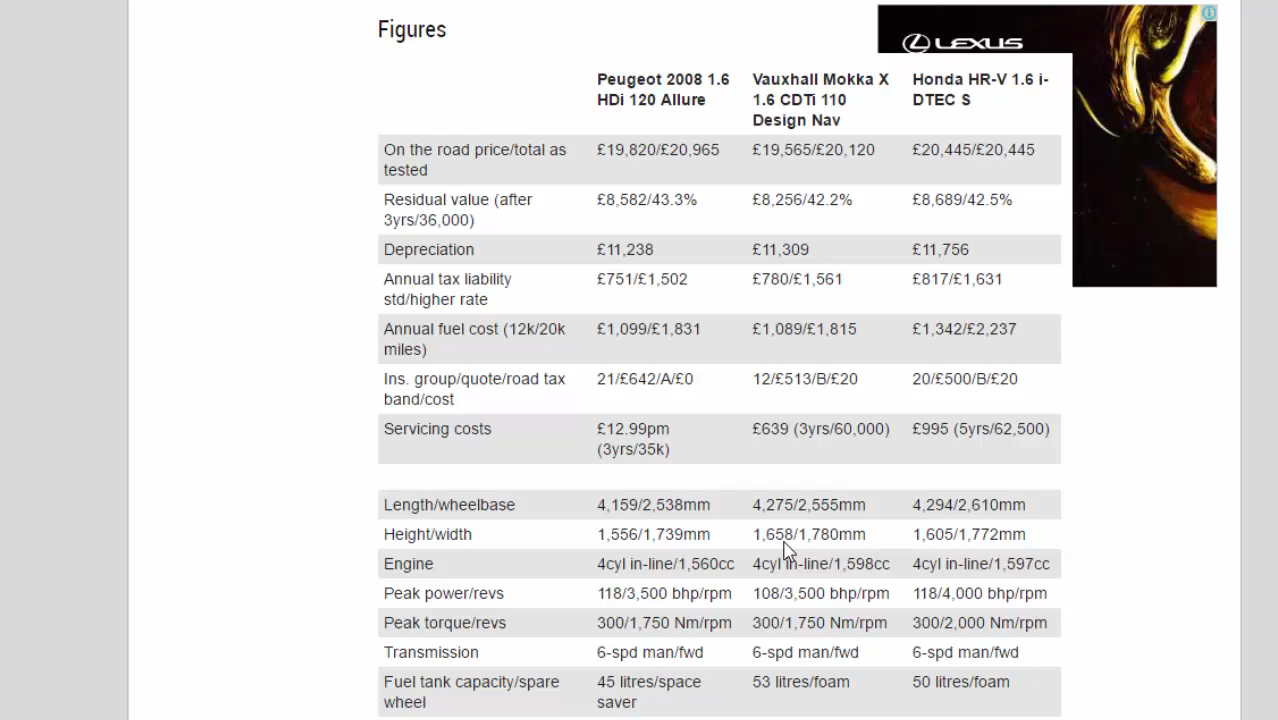 Figures
LEXUS
Peugeot 2008 1.6 Vauxhall Mokka X Honda HR-V 1.6 i-
HDi 120 Allure 1.6 CDTi 110 DTEC S
Design Nav
On the road price/total as £19,820/£20,965 £19,565/£20,120 £20,445/£20,445
tested
Residual value (after £8,582/43.3% £8,256/42.2% £8,689/42.5%
3yrs/36,000)
Depreciation £11,238 £11,309 £11,756
Annual tax liability £751/£1,502 £780/£1,561 £817/£1,631
std/higher rate
Annual fuel cost (12k/20k £1,099/£1,831 £1,089/£1,815 £1,342/£2,237
miles)
Ins. group/quote/road tax 21/£642/A/£0 12/£513/B/£20 20/£500/B/£20
band/cost
Servicing costs £12.99pm £639 (3yrs/60,000) £995 (5yrs/62,500)
(3yrs/35k)
Length/wheelbase 4,159/2,538mm 4,275/2,555mm 4,294/2,610mm
Height/width 1,556/1,739mm 1,658/1,780mm 1,605/1,772mm
Engine 4cyl in-line/1,560cc 4cyl in-line/1,598cc 4cyl in-line/1,597cc
Peak power/revs 118/3,500 bhp/rpm 108/3,500 bhp/rpm 118/4,000 bhp/rpm
Peak torque/revs 300/1,750 Nm/rpm 300/1,750 Nm/rpm 300/2,000 Nm/rpm
Transmission 6-spd man/fwd 6-spd man/fwd 6-spd man/fwd
Fuel tank capacity/spare 45 litres/space 53 litres/foam 50 litres/foam
wheel saver